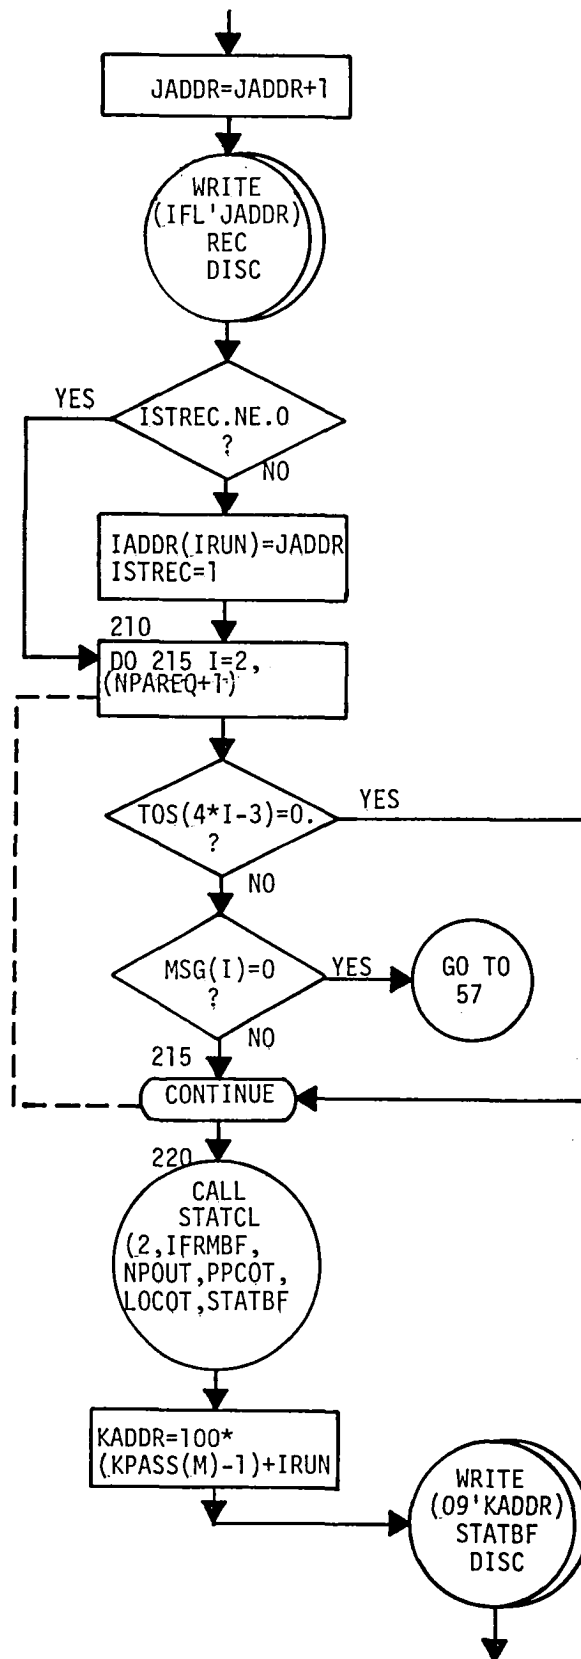 JADDR=JADDR+1
WRITE
(IFL'JADDR)
REC
DISC
YES
ISTREC.NE.0
?
NO
IADDR(IRUN)=JADDR
ISTREC=1
210
DO 215 I=2,
(NPAREQ+1)
TOS(4*I-3)=0.
?
YES
NO
MSG(I)=0
?
YES
GO TO
57
NO
215
CONTINUE
220
CALL
STATCL
(2,IFRMBF,
NPOUT,PPCOT,
LOCOT,STATBF
KADDR=100*
(KPASS(M)-1)+IRUN
WRITE
(09'KADDR)
STATBF
DISC